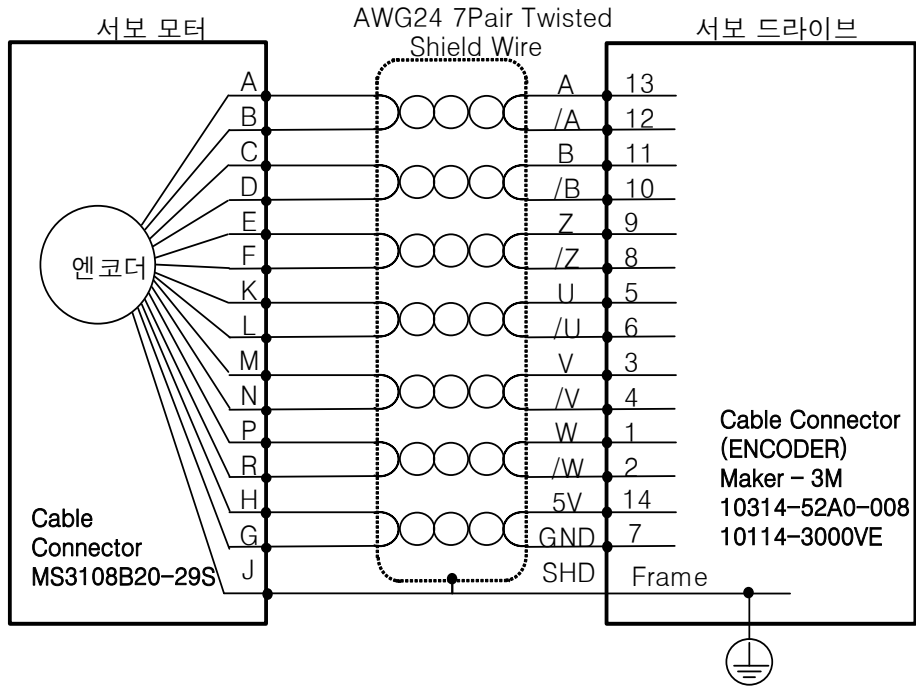 서보 모터
AWG24 7Pair Twisted
Shield Wire
서보 드라이브
A A 13
B /A 12
C B 11
D /B 10
E Z 9
F /Z 8
엔코더
K U 5
L /U 6
M V 3
N /V 4
P W 1
R /W 2
H 5V 14
G GND 7
J SHD Frame
Cable
Connector
MS3108B20-29S
Cable Connector
(ENCODER)
Maker – 3M
10314-52A0-008
10114-3000VE